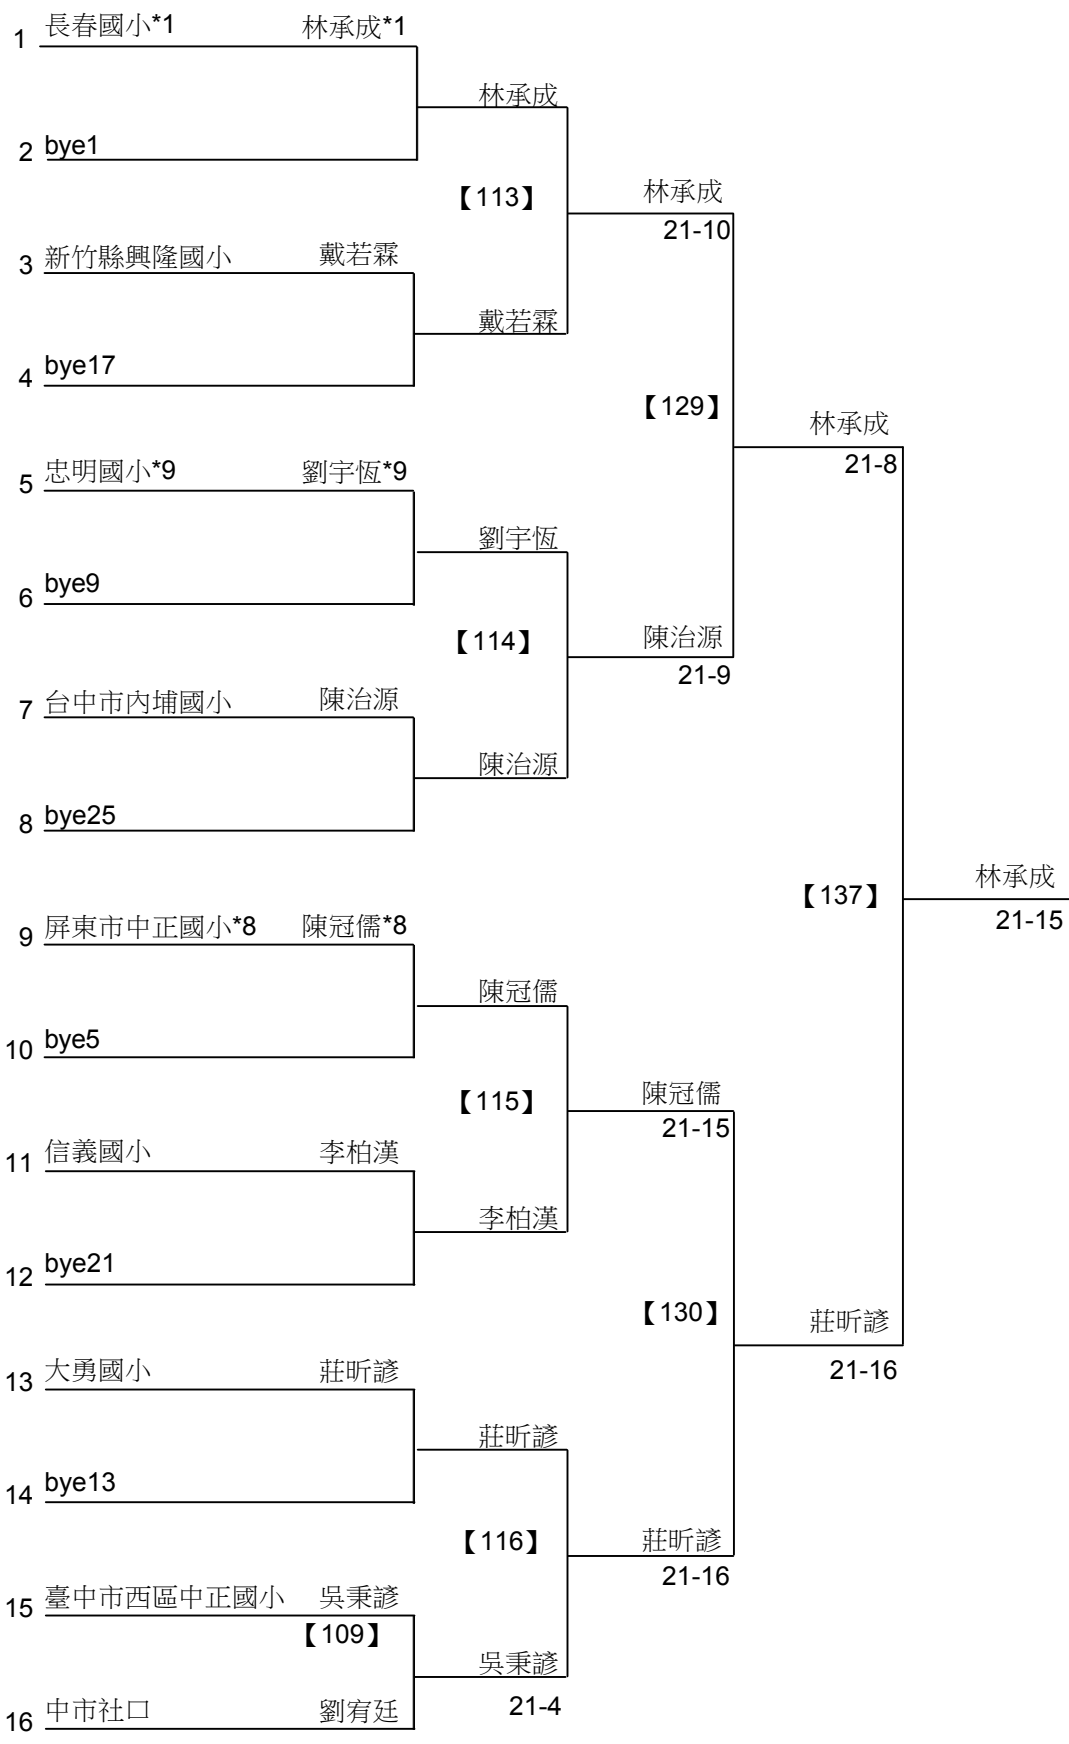 1 長春國小*1 林承成*1
林承成
2 bye1
【113】
林承成
21-10
3 新竹縣興隆國小 戴若霖
戴若霖
4 bye17
【129】
林承成
21-8
5 忠明國小*9 劉宇恆*9
劉宇恆
6 bye9
【114】
陳治源
21-9
7 台中市內埔國小 陳治源
陳治源
8 bye25
【137】
林承成
21-15
9 屏東市中正國小*8 陳冠儒*8
陳冠儒
10 bye5
【115】
陳冠儒
21-15
11 信義國小 李柏漢
李柏漢
12 bye21
【130】
莊昕諺
21-16
13 大勇國小 莊昕諺
莊昕諺
14 bye13
【116】
莊昕諺
21-16
15 臺中市西區中正國小 吳秉諺
【109】
吳秉諺
21-4
16 中市社口 劉宥廷